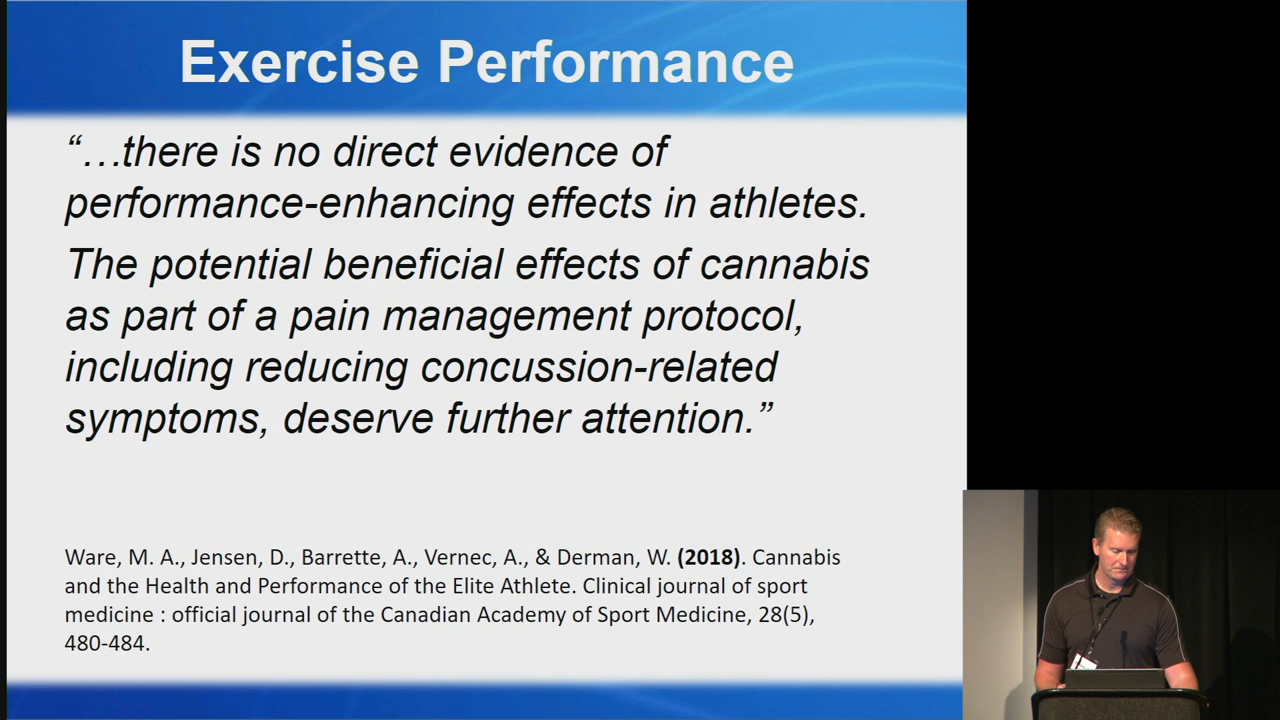 Exercise Performance
“…there is no direct evidence of
performance-enhancing effects in athletes.
The potential beneficial effects of cannabis
as part of a pain management protocol,
including reducing concussion-related
symptoms, deserve further attention.”
Ware, M. A., Jensen, D., Barrette, A., Vernec, A., & Derman, W. (2018). Cannabis
and the Health and Performance of the Elite Athlete. Clinical journal of sport
medicine : official journal of the Canadian Academy of Sport Medicine, 28(5),
480-484.